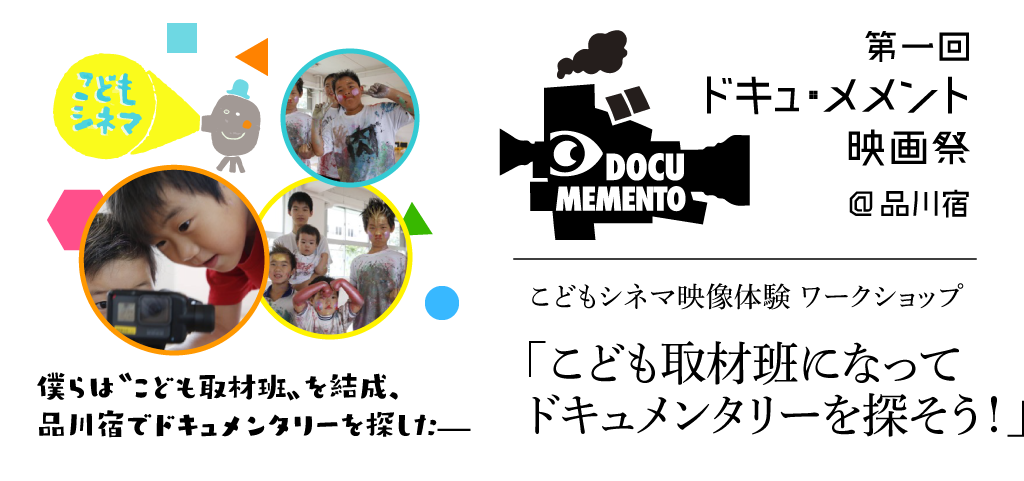 こども
シネマ
僕らは〝こども取材班〟を結成、
品川宿でドキュメンタリーを探した―
第一回
ドキュ・メメント
映画祭
@品川宿
DOCU
MEMENTO
こどもシネマ映像体験 ワークショップ
「こども取材班になって
ドキュメンタリーを探そう！」